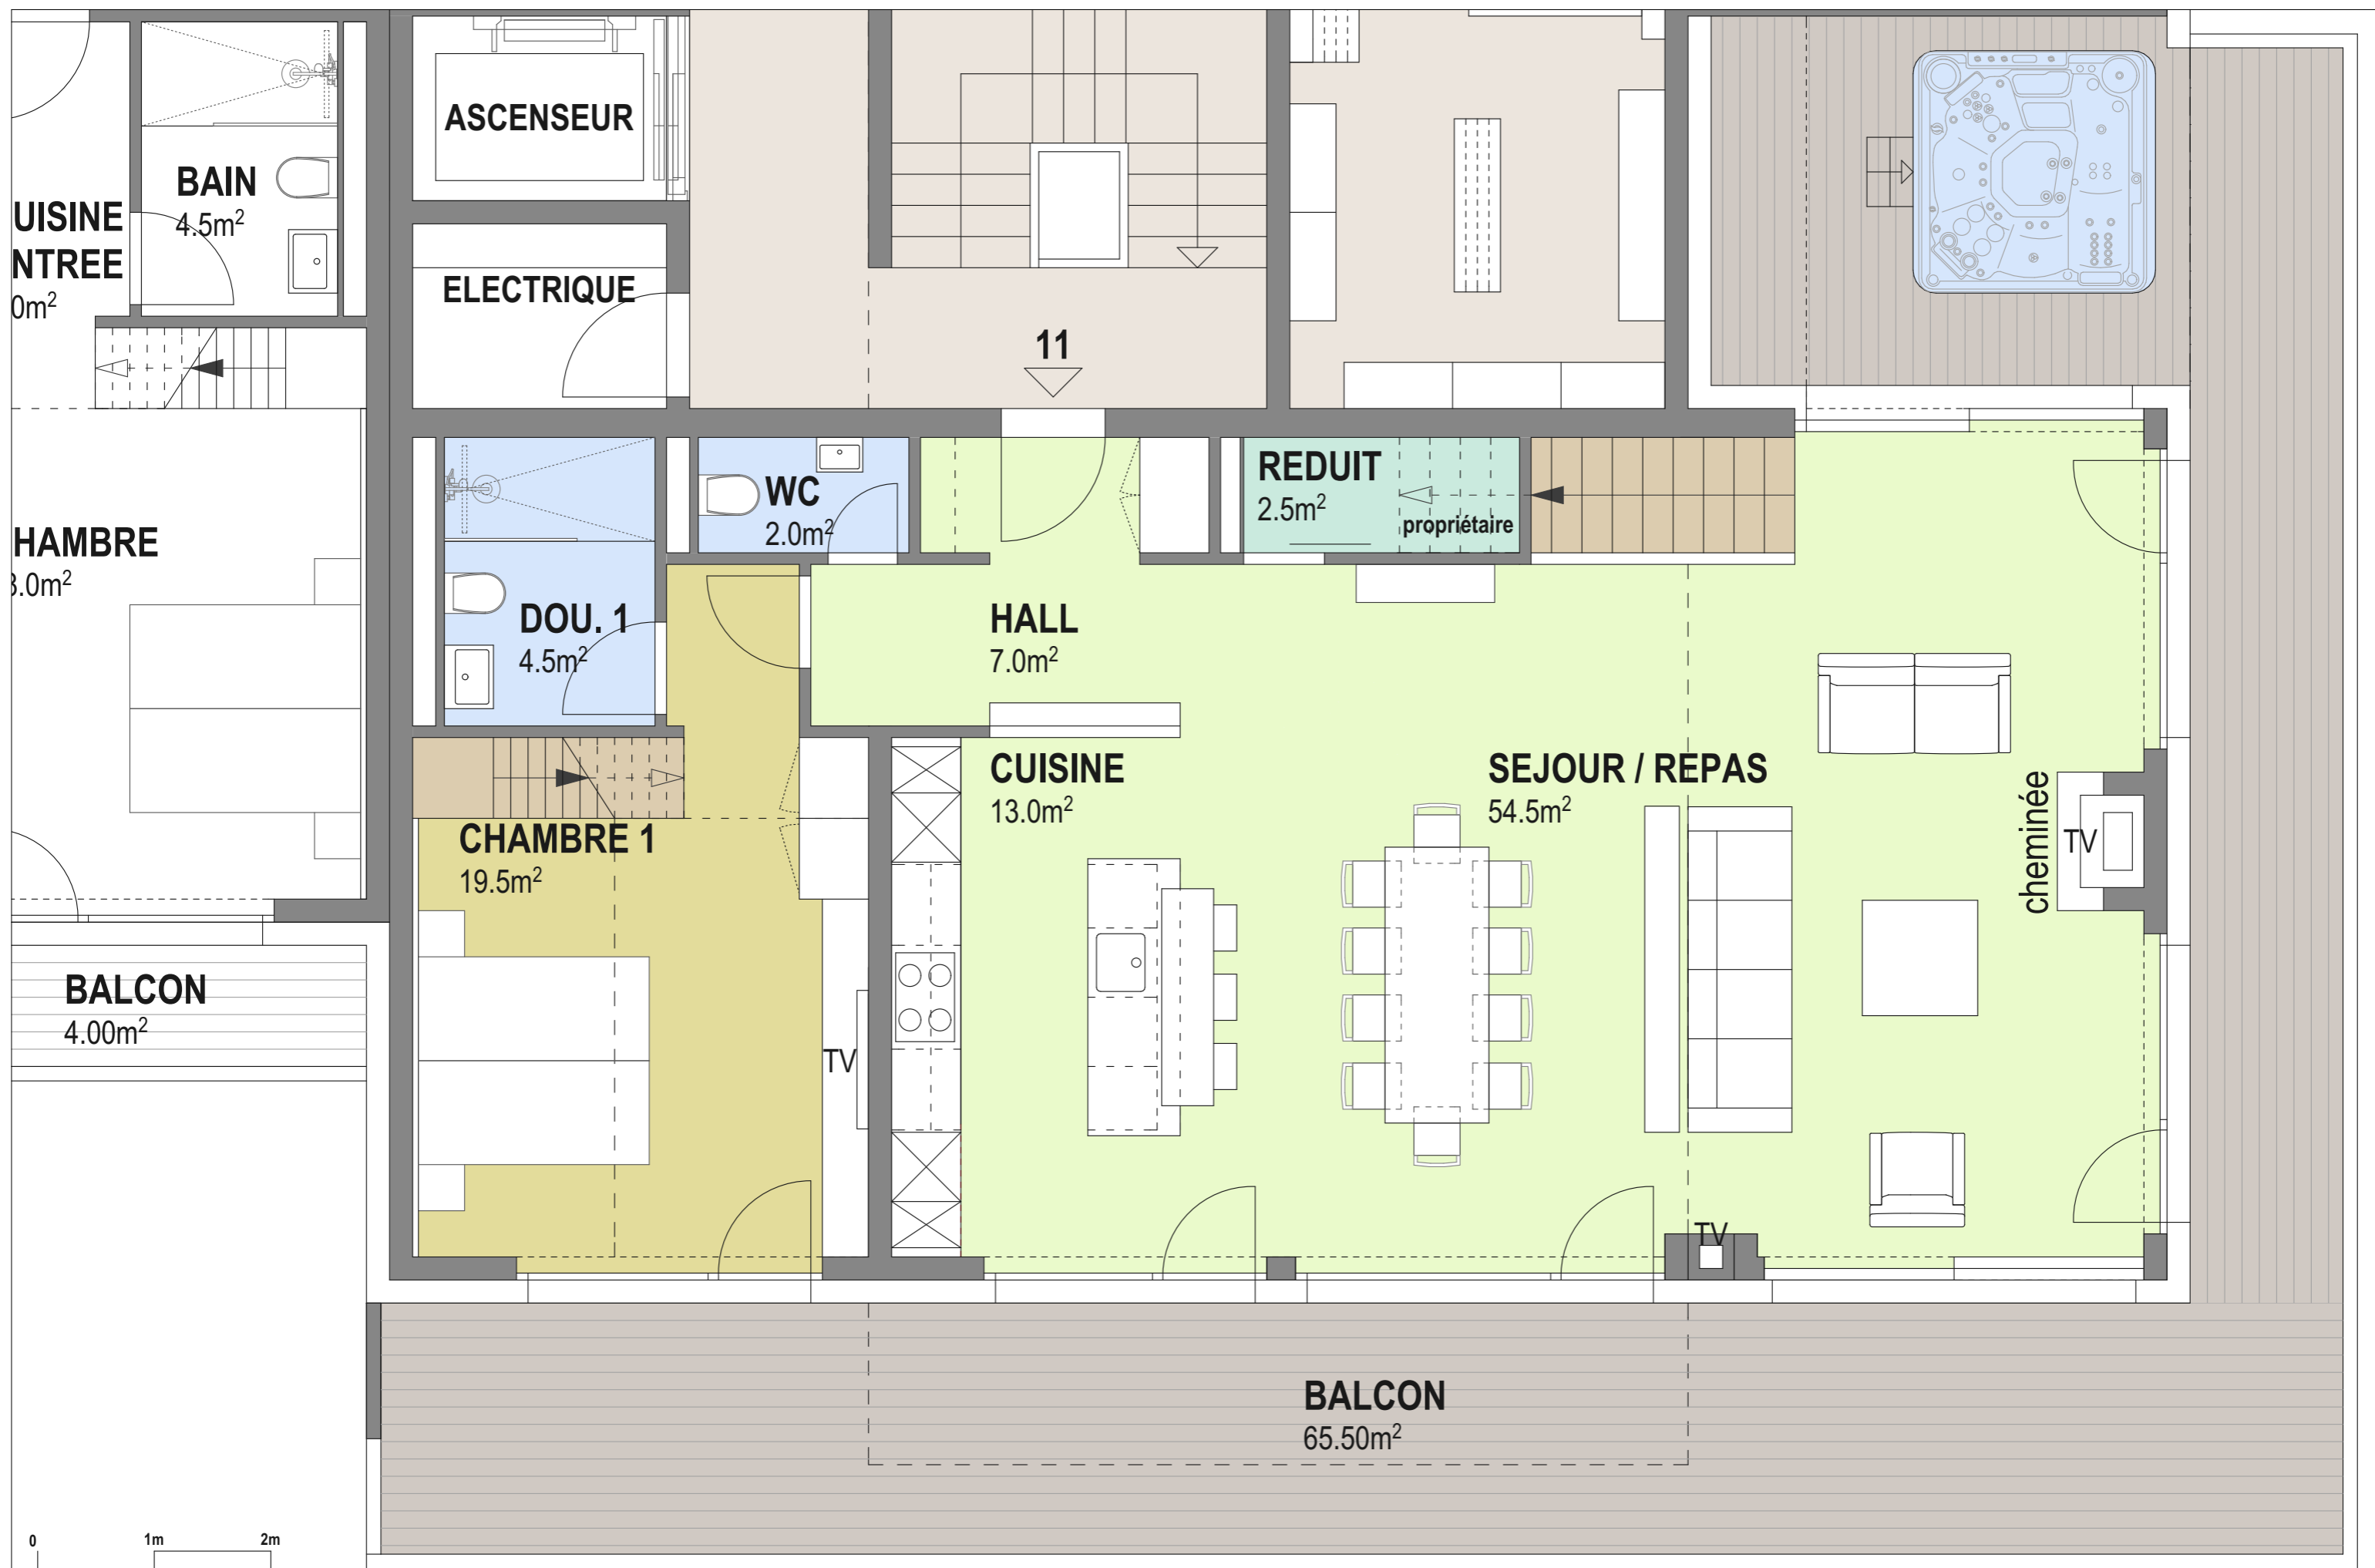 ASCENSEUR
BAIN
4.5m²
UISINE
NTREE
0m²
ELECTRIQUE
11
REDUIT
2.5m²
propriétaire
WC
2.0m²
HAMBRE
3.0m²
DOU. 1
4.5m²
HALL
7.0m²
CUISINE
13.0m²
SEJOUR / REPAS
54.5m²
cheminée
TV
CHAMBRE 1
19.5m²
BALCON
4.00m²
TV
TV
BALCON
65.50m²
0 1m 2m